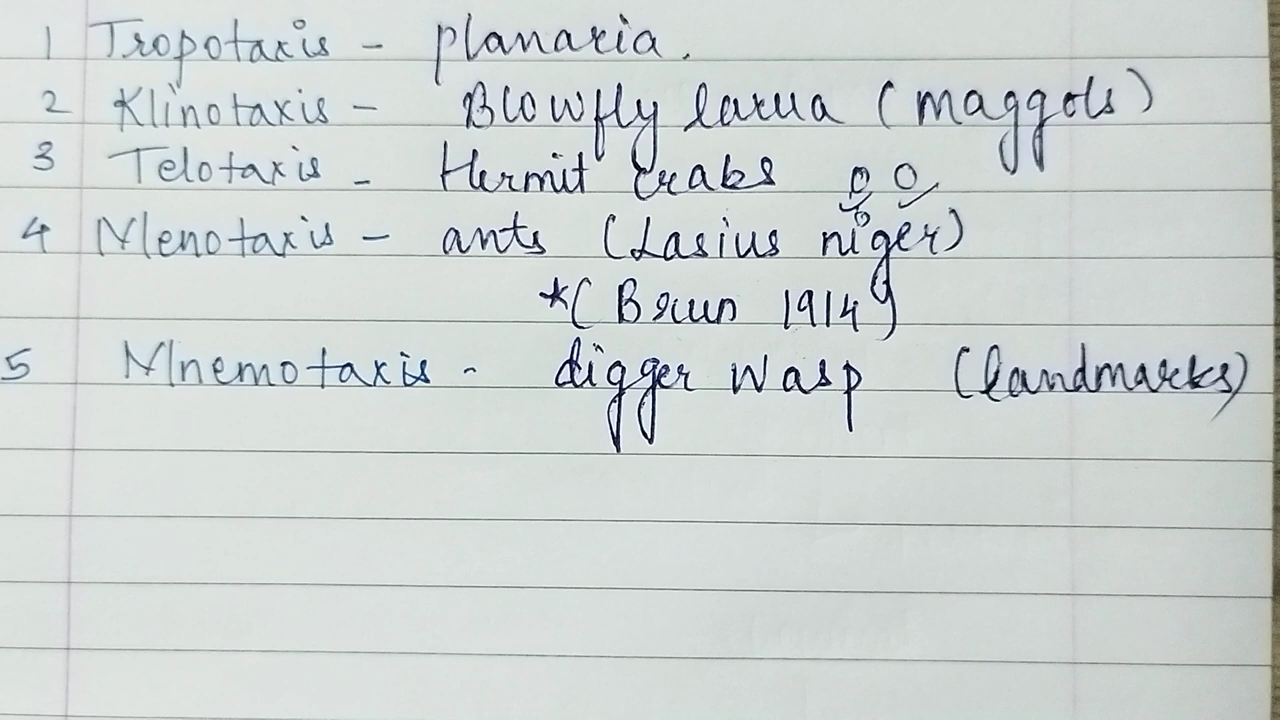 1 Tropotaxis - planaria.
2 Klinotaxis - Blowfly larva (maggots)
3 Telotaxis - Hermit Crabs
4 Menotaxis - ants (Lasius niger)
*(Brun 1914)
5 Mnemotaxis - digger wasp (landmarks)